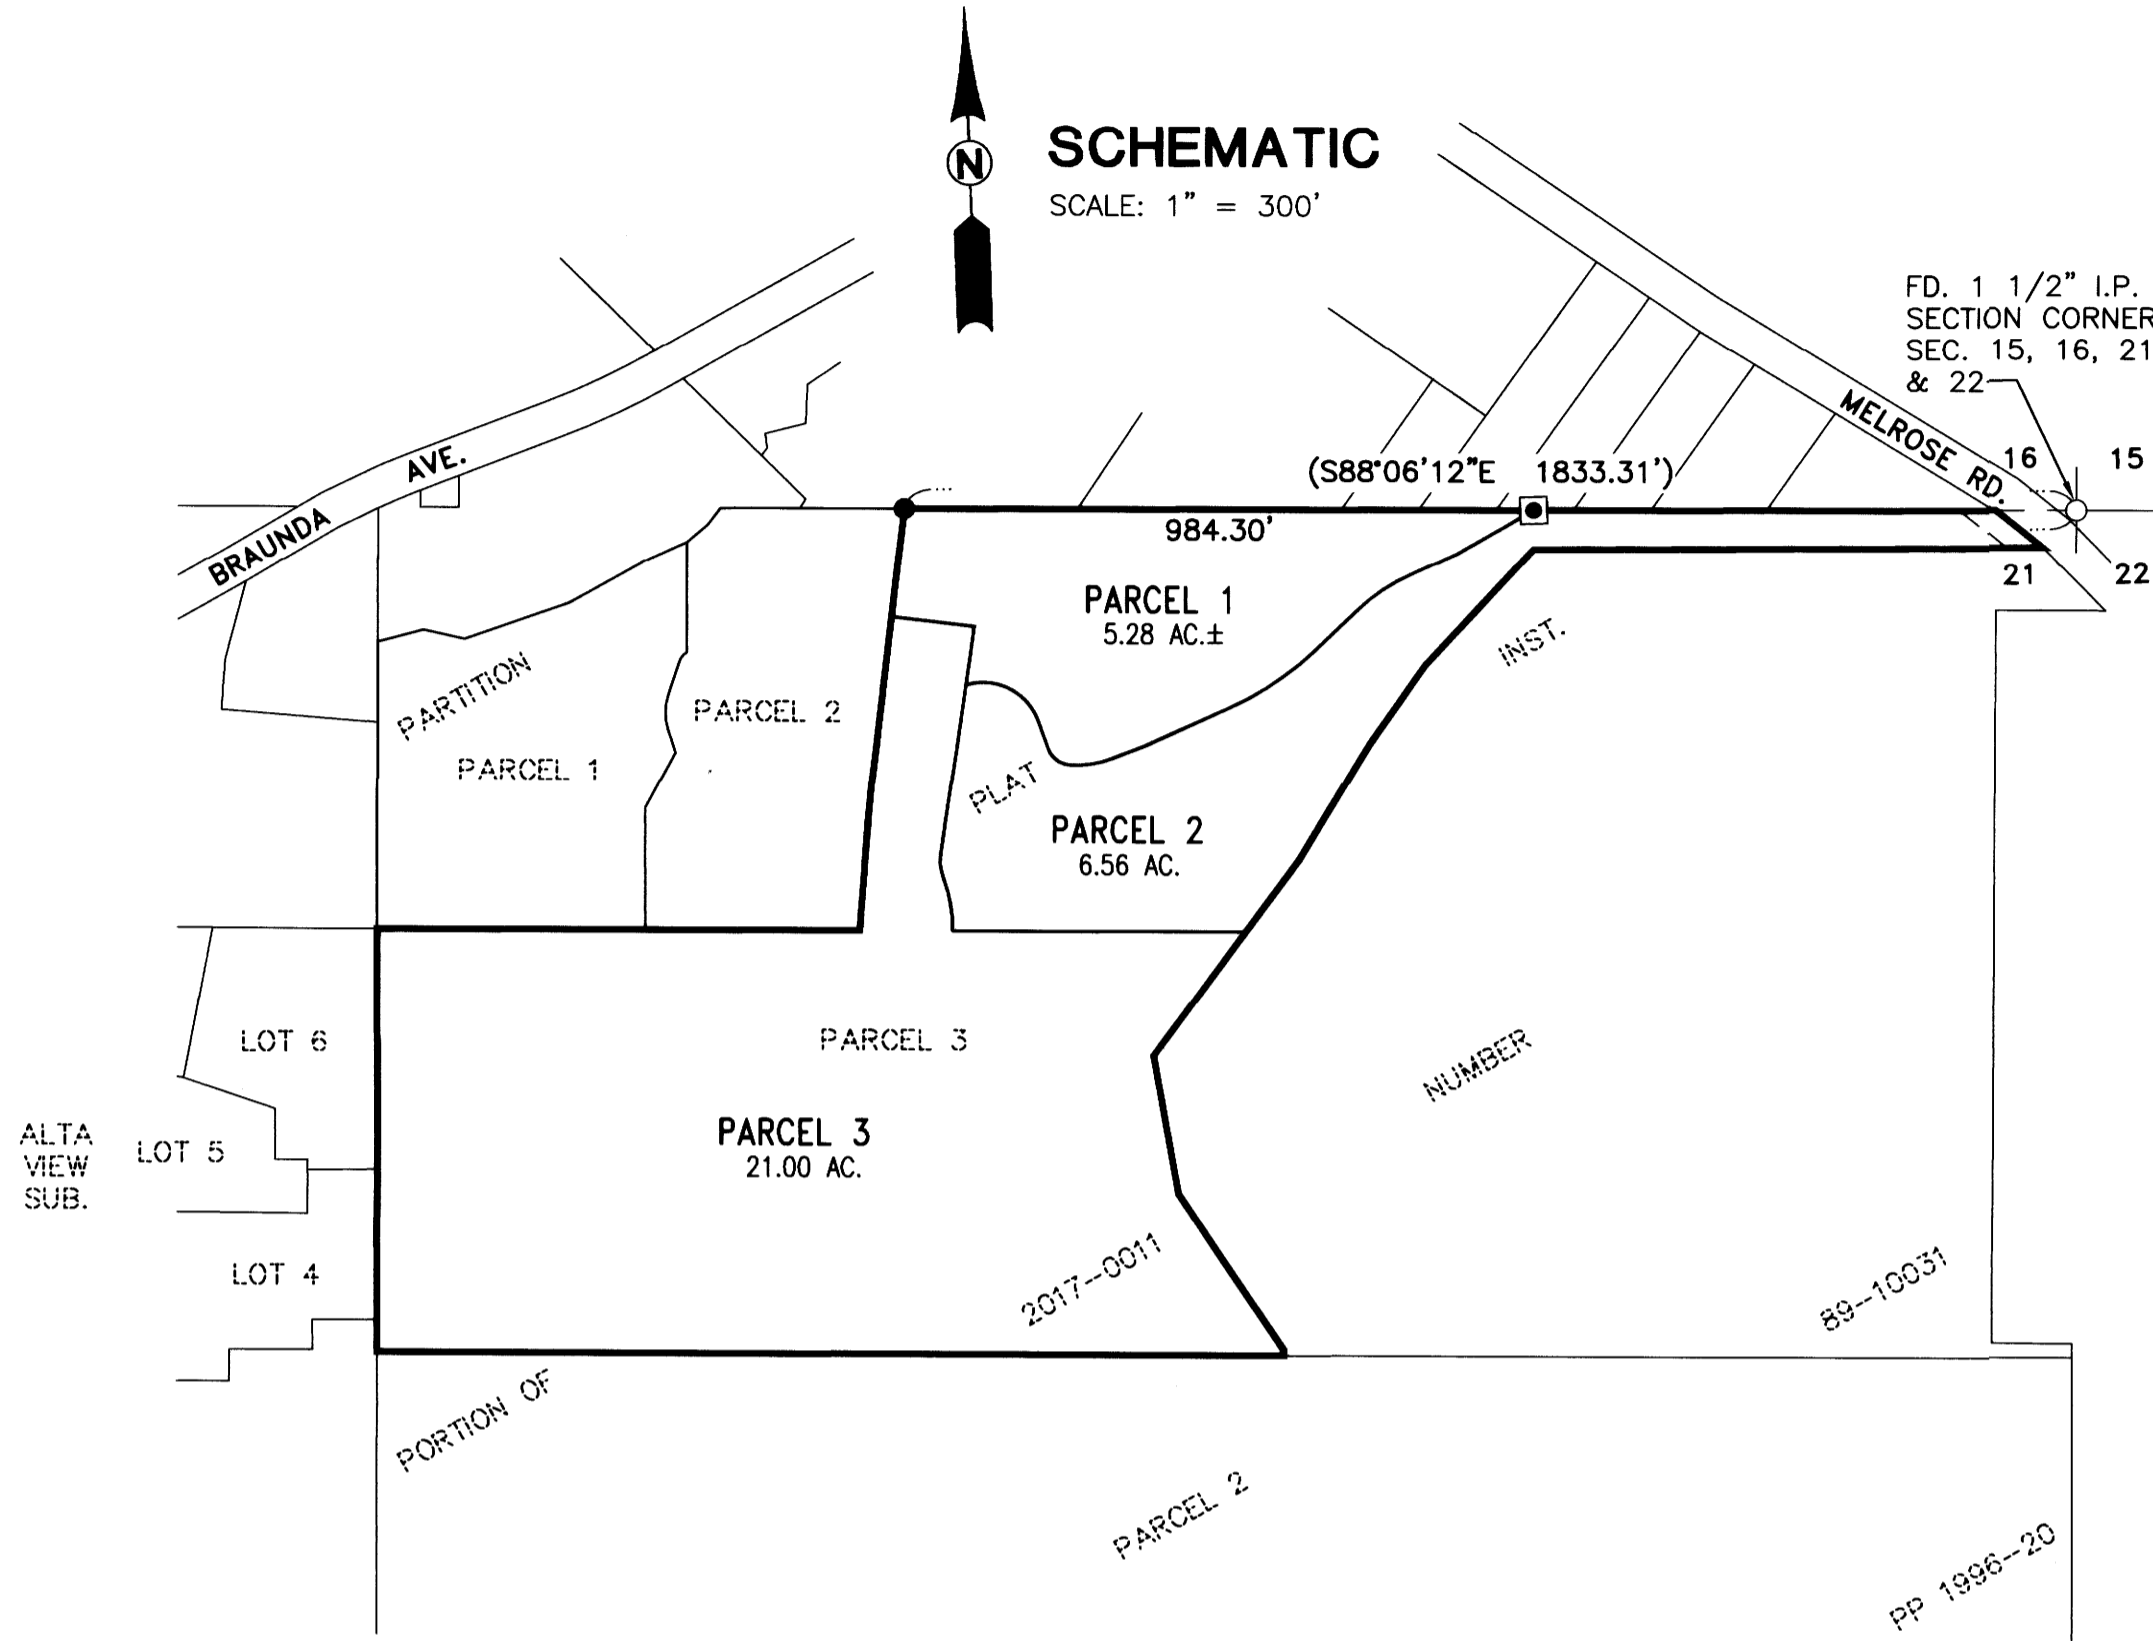 N
SCHEMATIC
SCALE: 1" = 300'
FD. 1 1/2" I.P.
SECTION CORNER
SEC. 15, 16, 21
& 22
MELROSE RD.
16
15
BRAUNDA AVE.
(S88°06'12"E 1833.31')
984.30'
21
22
PARCEL 1
5.28 AC.±
INST.
PARTITION
PARCEL 2
PARCEL 1
PLAT
PARCEL 2
6.56 AC.
LOT 6
PARCEL 3
NUMBER
ALTA
VIEW
SUB.
LOT 5
PARCEL 3
21.00 AC.
LOT 4
2017--0011
89--10031
PORTION OF
PARCEL 2
PP 1996--20